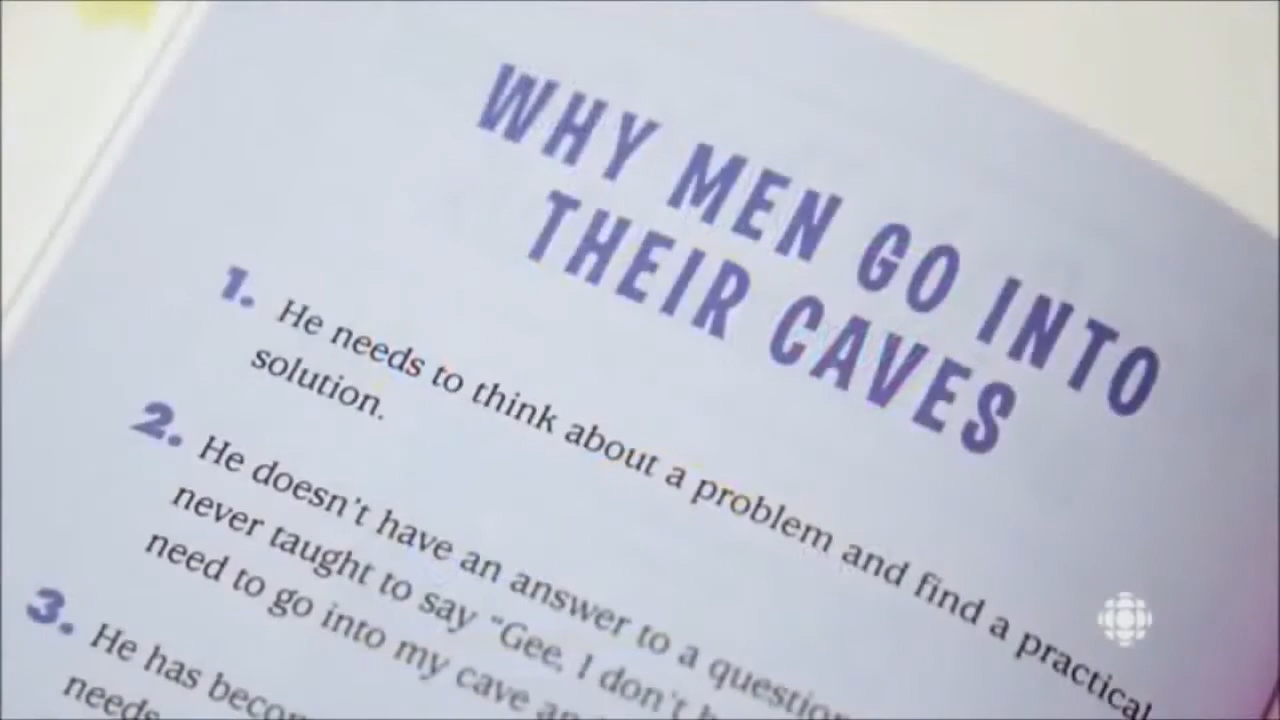 WHY MEN GO INTO
THEIR CAVES
1. He needs to think about a problem and find a practical
solution.
2. He doesn't have an answer to a question
never taught to say "Gee, I don't
need to go into my cave
3. He has
needs